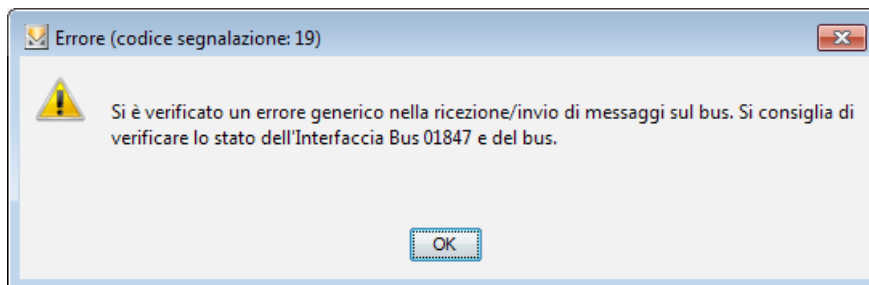 Errore (codice segnalazione: 19)
Si è verificato un errore generico nella ricezione/invio di messaggi sul bus. Si consiglia di
verificare lo stato dell'Interfaccia Bus 01847 e del bus.
OK